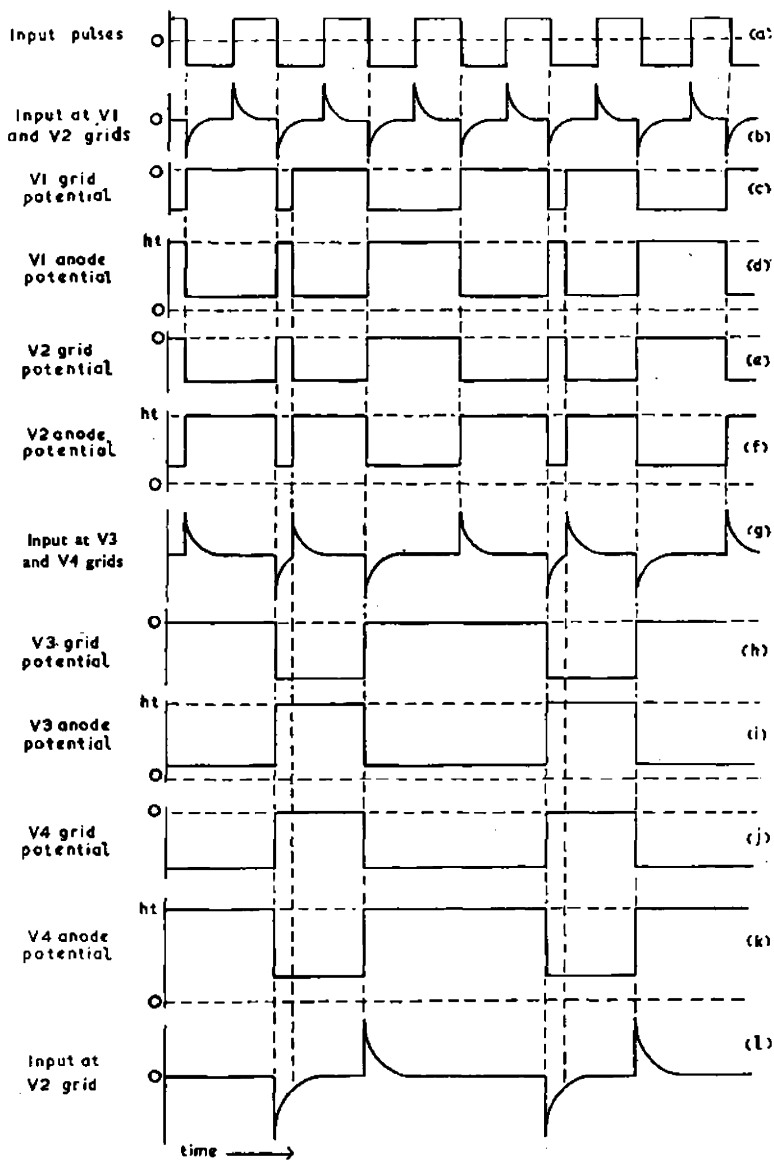 Input pulses
O
(a)
Input at V1
and V2 grids
O
(b)
V1 grid
potential
O
(c)
V1 anode
potential
ht
O
(d)
V2 grid
potential
O
(e)
V2 anode
potential
ht
O
(f)
Input at V3
and V4 grids
(g)
V3 grid
potential
O
(h)
V3 anode
potential
ht
O
(i)
V4 grid
potential
O
(j)
V4 anode
potential
ht
O
(k)
Input at
V2 grid
O
(l)
time